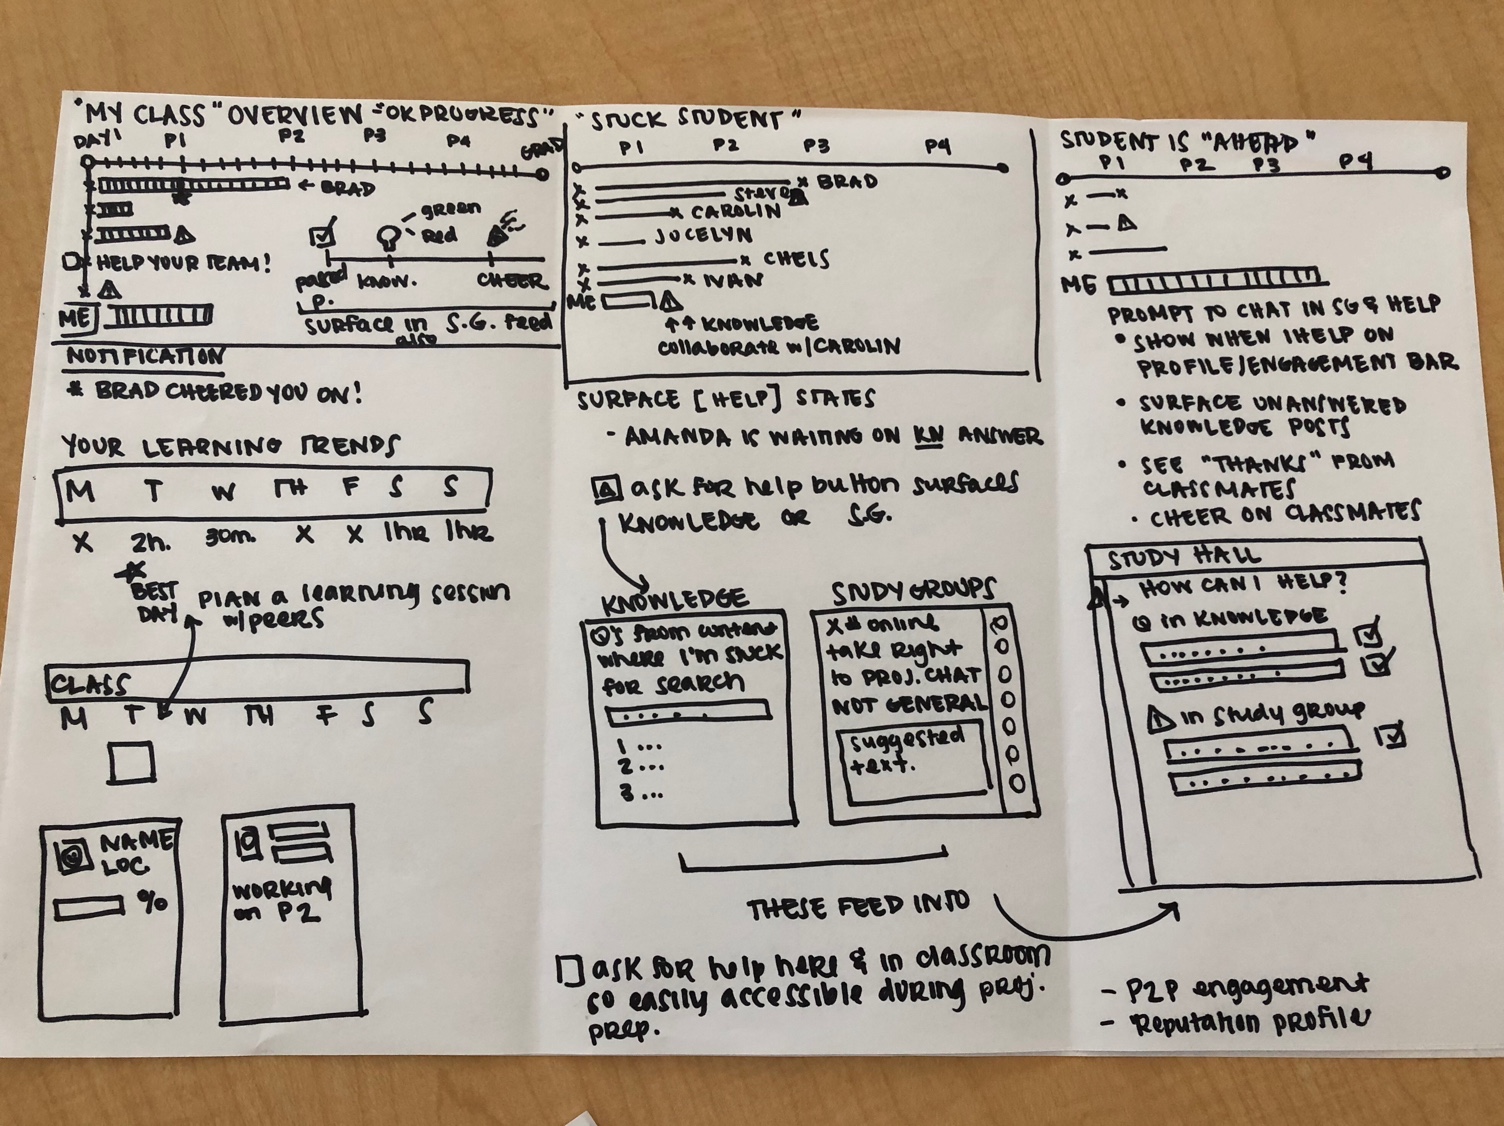 "MY CLASS" OVERVIEW - "OK PROGRESS"
DAY 1 P1 P2 P3 P4 GRAD
← BRAD
HELP YOUR TEAM!
ME
green
Red
passed P.
KNOW.
CHEER
SURFACE in S.G. feed
also
NOTIFICATION
* BRAD CHEERED YOU ON!
YOUR LEARNING TRENDS
M T W TH F S S
X 2h. 30m. X X 1hR 1hR
BEST
DAY
PLAN a learning session
w/peers
CLASS
M T W TH F S S
NAME
LOC
%
WORKING
on P2
"STUCK STUDENT"
P1 P2 P3 P4
x BRAD
Steve
x CAROLIN
JOCELYN
x CHELS
x IVAN
ME
↑↑ KNOWLEDGE
collaborate w/CAROLIN
SURFACE [HELP] STATES
- AMANDA IS WAITING ON KN ANSWER
ask for help button surfaces
KNOWLEDGE OR S.G.
KNOWLEDGE
Q's from content
where I'm stuck
for search
1 ...
2 ...
3 ...
STUDY GROUPS
X # online
take Right
to PROJ. CHAT
NOT GENERAL
suggested
text.
THESE FEED INTO
ask for help here & in classroom
so easily accessible during proj.
prep.
STUDENT IS "AHEAD"
P1 P2 P3 P4
ME
PROMPT TO CHAT IN SG & HELP
• SHOW WHEN I HELP ON
PROFILE/ENGAGEMENT BAR
• SURFACE UNANSWERED
KNOWLEDGE POSTS
• SEE "THANKS" FROM
CLASSMATES
• CHEER ON CLASSMATES
STUDY HALL
→ HOW CAN I HELP?
Q in KNOWLEDGE
in study group
- P2P engagement
- Reputation profile